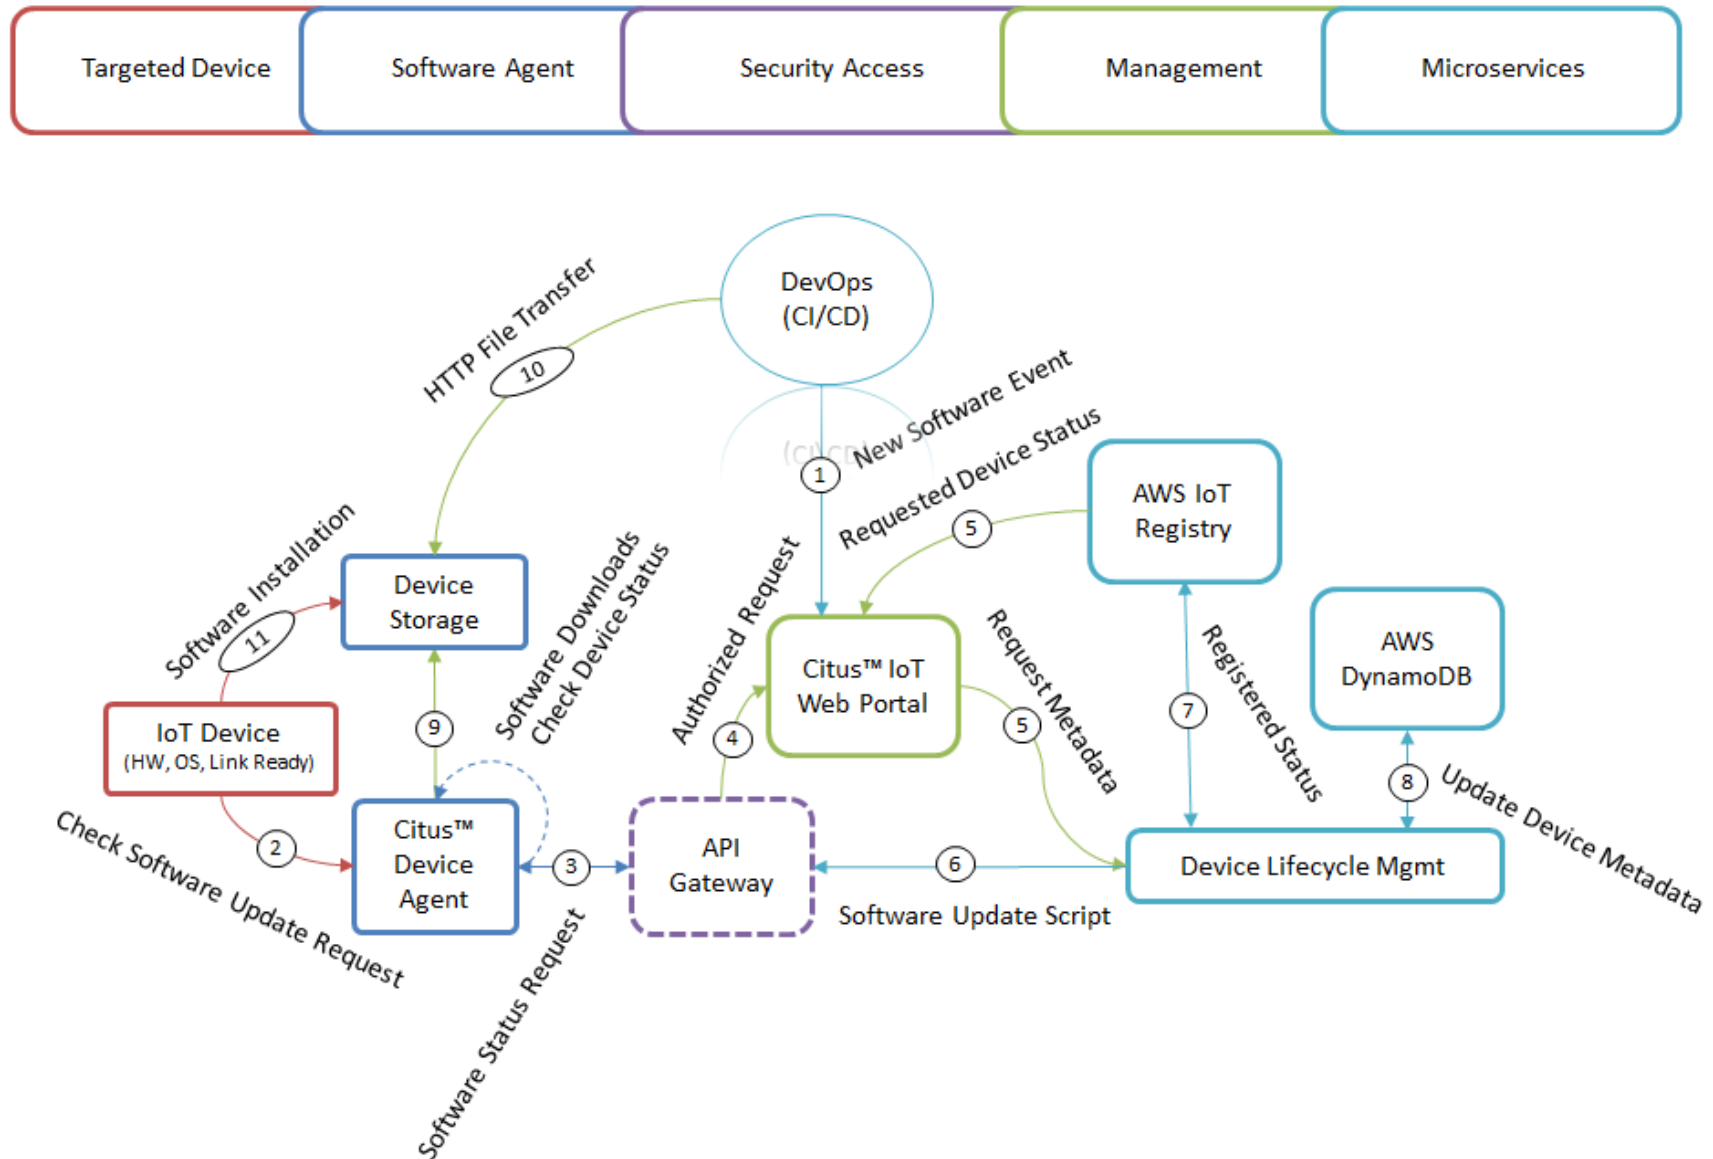 Targeted Device
Software Agent
Security Access
Management
Microservices
DevOps
(CI/CD)
HTTP File Transfer
10
(CI/CD)
1
New Software Event
Requested Device Status
5
AWS IoT
Registry
Software Installation
11
Device
Storage
Software Downloads
Check Device Status
Authorized Request
4
Citus™ IoT
Web Portal
Request Metadata
5
Registered Status
7
AWS
DynamoDB
8
Update Device Metadata
IoT Device
(HW, OS, Link Ready)
9
Check Software Update Request
2
Citus™
Device
Agent
3
Software Status Request
API
Gateway
6
Software Update Script
Device Lifecycle Mgmt